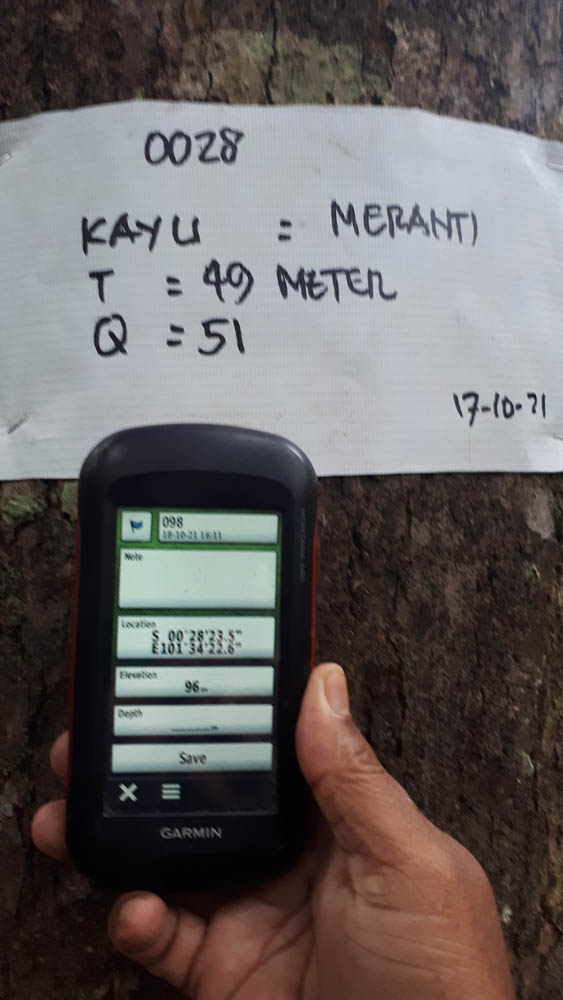 0028
KAYU = MERANTI
T = 49 METER
Q = 51
17-10-21
098
18-10-21 16:11
Note
Location
S 00°28'23.5"
E101°34'22.6"
Elevation
96m
Depth
_______m
Save
GARMIN